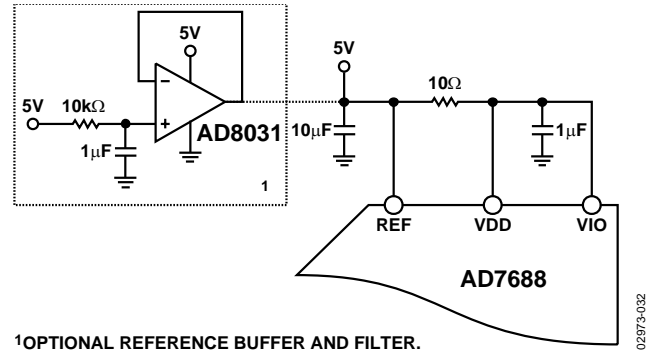 5V
5V
5V
10kΩ
10Ω
AD8031
10µF
1µF
1µF
1
REF
VDD
VIO
AD7688
02973-032
1OPTIONAL REFERENCE BUFFER AND FILTER.